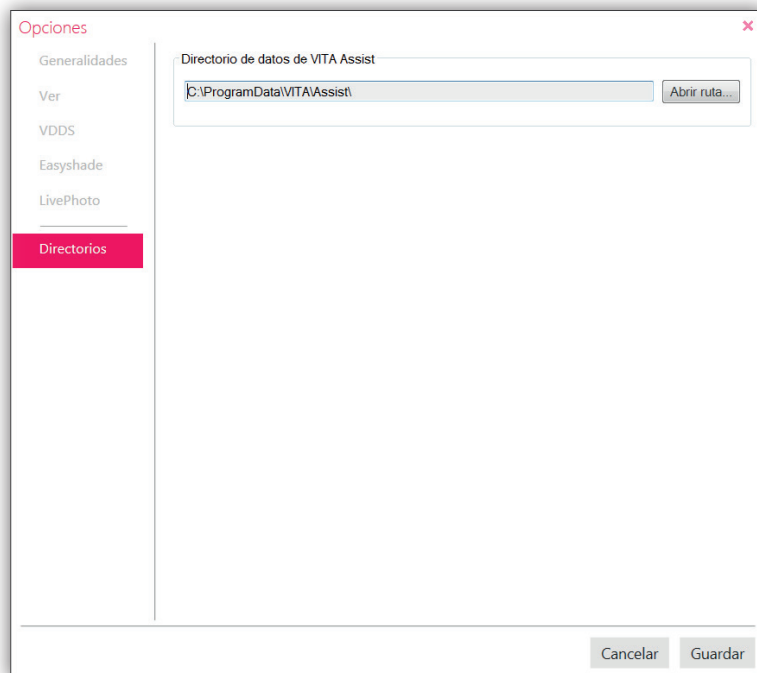 Opciones
Generalidades
Ver
VDDS
Easyshade
LivePhoto
Directorios
Directorio de datos de VITA Assist
C:\ProgramData\VITA\Assist\
Abrir ruta...
Cancelar
Guardar